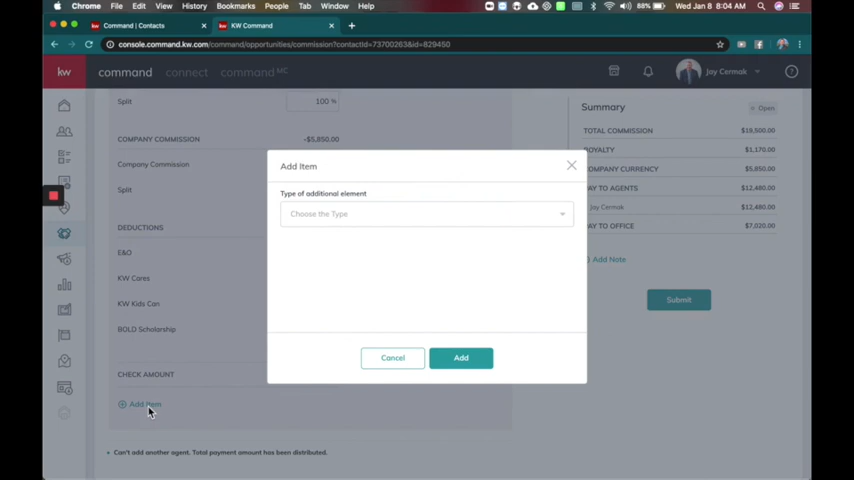 Chrome File Edit View History Bookmarks People Tab Window Help 88% Wed Jan 8 8:04 AM
Command | Contacts KW Command
console.command.kw.com/command/opportunities/commission?contactId=73700263&id=829450
kw command connect command MC Jay Cermak
Split 100 %
COMPANY COMMISSION -$5,850.00
Company Commission
Split
DEDUCTIONS
E&O
KW Cares
KW Kids Can
BOLD Scholarship
CHECK AMOUNT
Add Item
Can't add another agent. Total payment amount has been distributed.
Add Item
Type of additional element
Choose the Type
Cancel Add
Summary Open
TOTAL COMMISSION $19,500.00
ROYALTY $1,170.00
COMPANY CURRENCY $5,850.00
PAY TO AGENTS $12,480.00
Jay Cermak $12,480.00
PAY TO OFFICE $7,020.00
Add Note
Submit